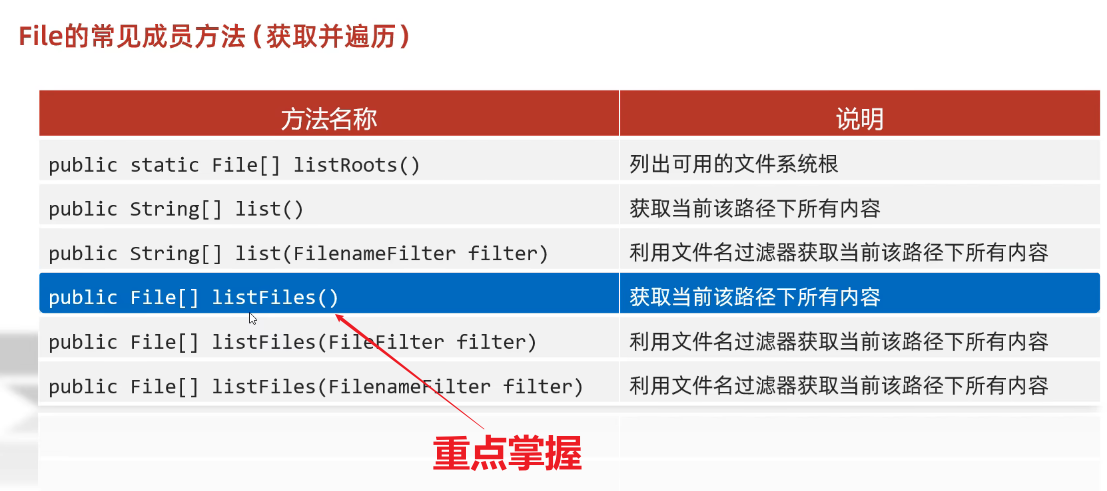 File的常见成员方法(获取并遍历)
方法名称 说明
public static File[] listRoots() 列出可用的文件系统根
public String[] list() 获取当前该路径下所有内容
public String[] list(FilenameFilter filter) 利用文件名过滤器获取当前该路径下所有内容
public File[] listFiles() 获取当前该路径下所有内容
public File[] listFiles(FileFilter filter) 利用文件名过滤器获取当前该路径下所有内容
public File[] listFiles(FilenameFilter filter) 利用文件名过滤器获取当前该路径下所有内容
重点掌握